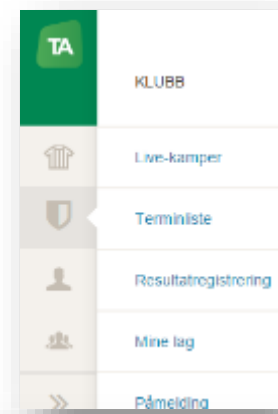 TA
KLUBB
Live-kamper
Terminliste
Resultatregistrering
Mine lag
Påmelding